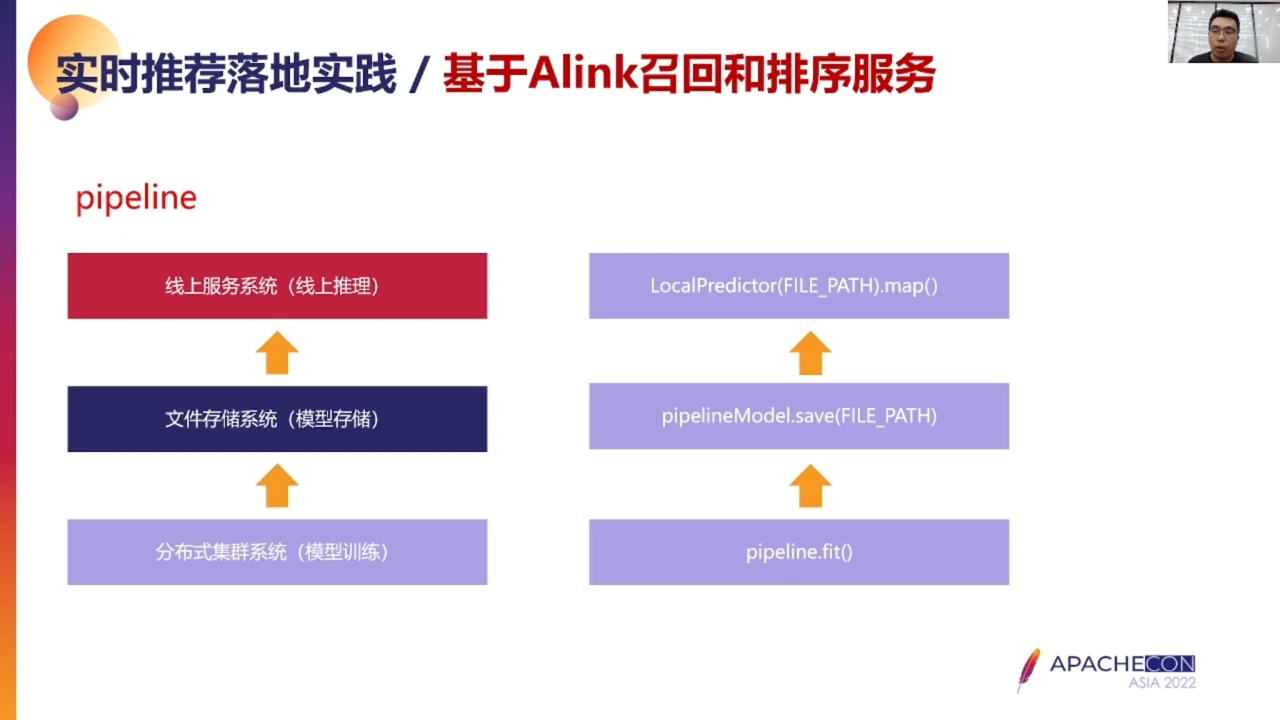 实时推荐落地实践 / 基于Alink召回和排序服务
pipeline
线上服务系统（线上推理）
LocalPredictor(FILE_PATH).map()
文件存储系统（模型存储）
pipelineModel.save(FILE_PATH)
分布式集群系统（模型训练）
pipeline.fit()
APACHECON
ASIA 2022